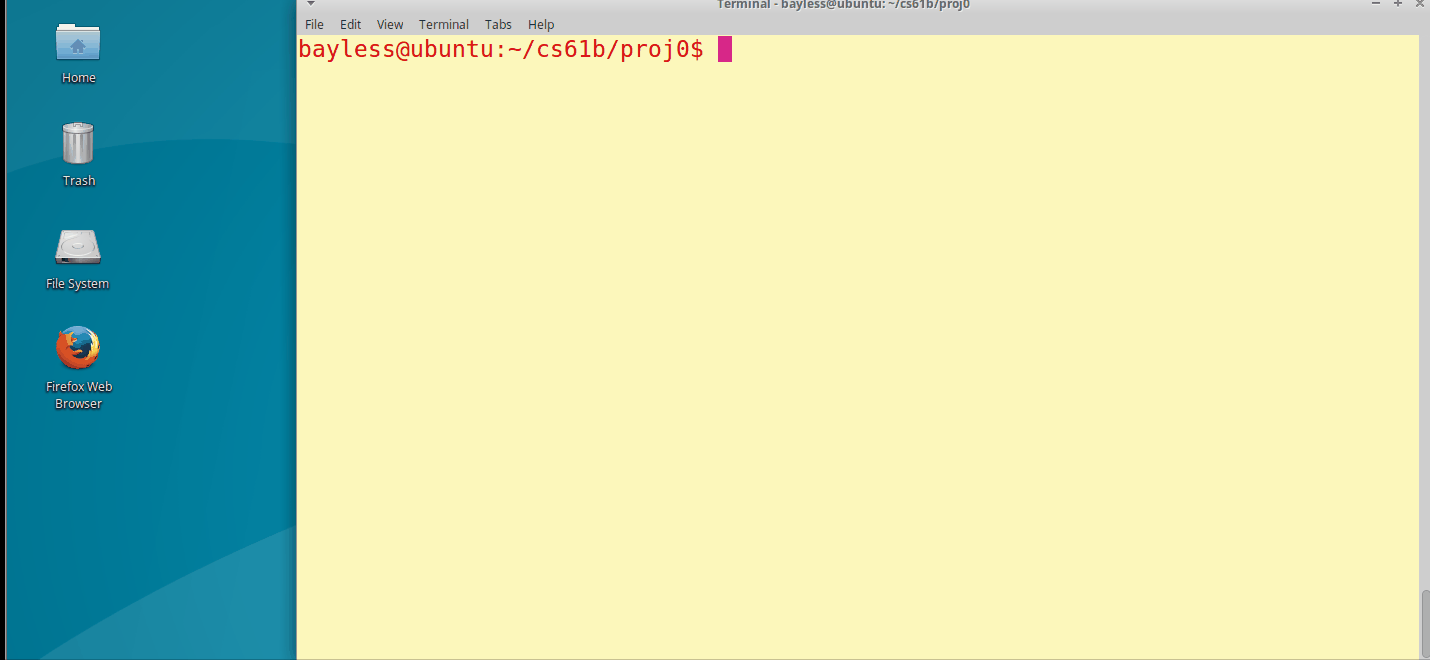 Terminal - bayless@ubuntu: ~/cs61b/proj0
File Edit View Terminal Tabs Help
bayless@ubuntu:~/cs61b/proj0$
Home
Trash
File System
Firefox Web
Browser